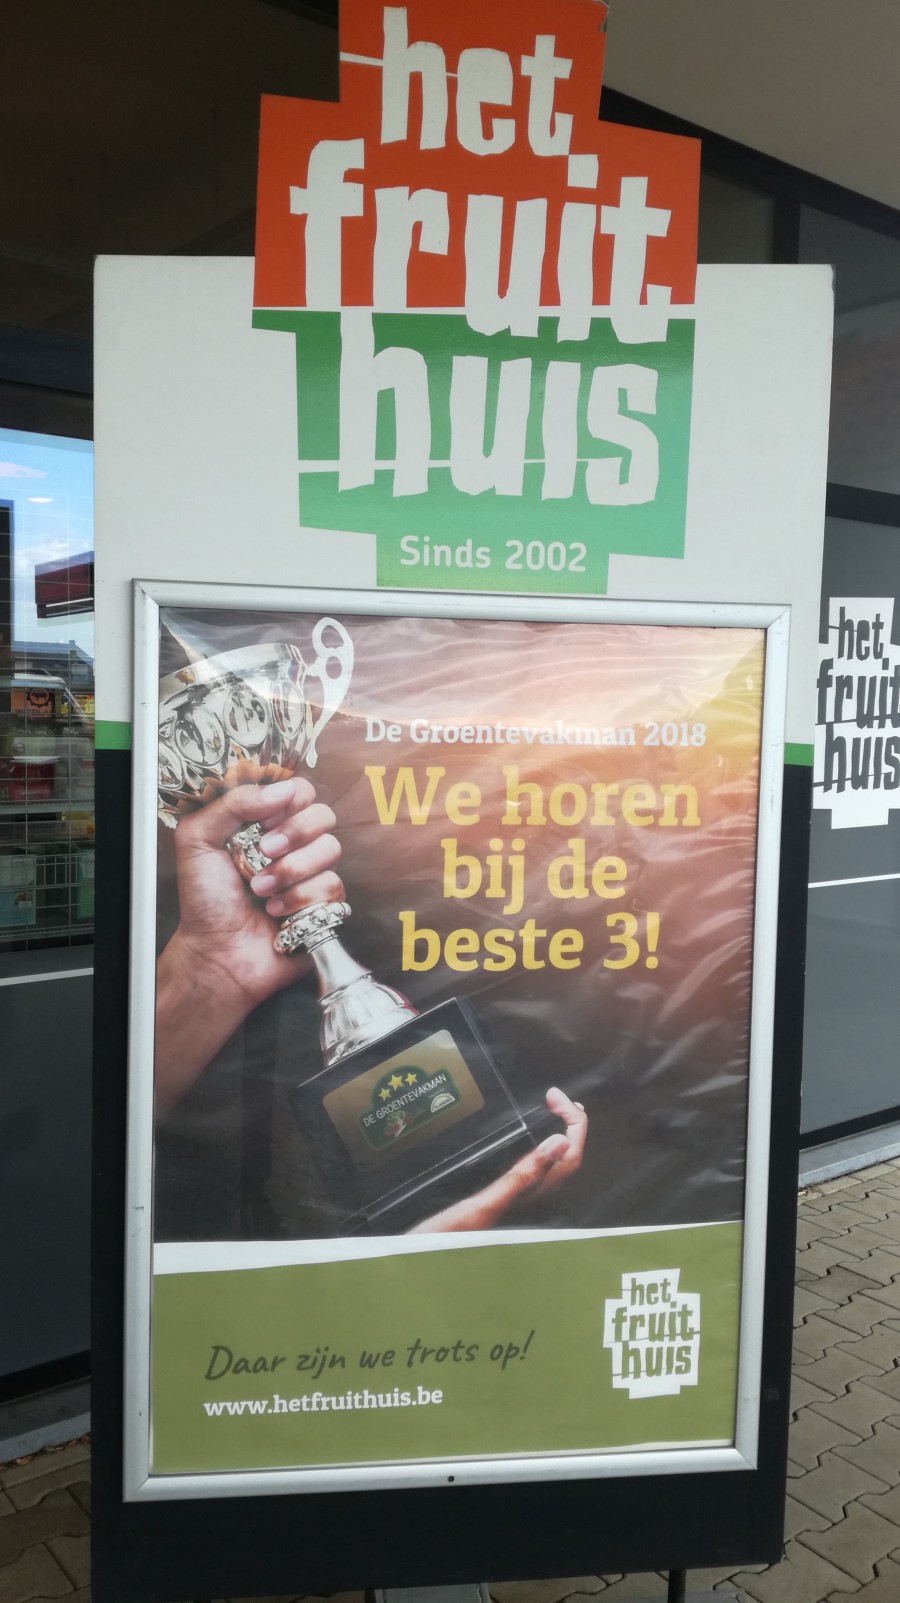 het
fruit
huis
Sinds 2002
De Groentevakman 2018
We horen
bij de
beste 3!
DE GROENTEVAKMAN
Daar zijn we trots op!
www.hetfruithuis.be
het
fruit
huis
het
fruit
huis